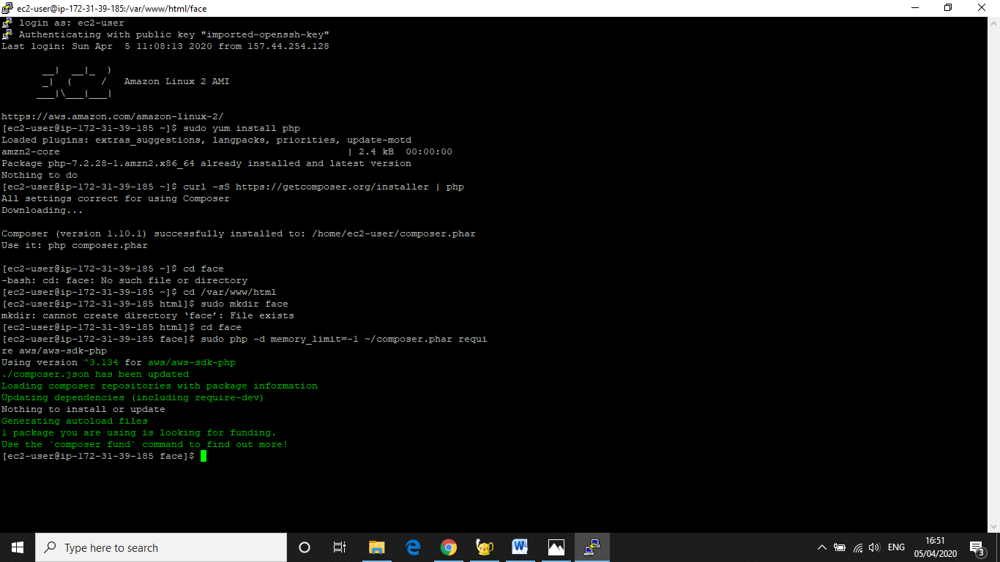 ec2-user@ip-172-31-39-185:/var/www/html/face
login as: ec2-user
Authenticating with public key "imported-openssh-key"
Last login: Sun Apr  5 11:08:13 2020 from 157.44.254.128
       __|  __|_  )
       _|  (     /   Amazon Linux 2 AMI
      ___|\___|___|
https://aws.amazon.com/amazon-linux-2/
[ec2-user@ip-172-31-39-185 ~]$ sudo yum install php
Loaded plugins: extras_suggestions, langpacks, priorities, update-motd
amzn2-core                                                 | 2.4 kB  00:00:00
Package php-7.2.28-1.amzn2.x86_64 already installed and latest version
Nothing to do
[ec2-user@ip-172-31-39-185 ~]$ curl -sS https://getcomposer.org/installer | php
All settings correct for using Composer
Downloading...
Composer (version 1.10.1) successfully installed to: /home/ec2-user/composer.phar
Use it: php composer.phar
[ec2-user@ip-172-31-39-185 ~]$ cd face
-bash: cd: face: No such file or directory
[ec2-user@ip-172-31-39-185 ~]$ cd /var/www/html
[ec2-user@ip-172-31-39-185 html]$ sudo mkdir face
mkdir: cannot create directory ‘face’: File exists
[ec2-user@ip-172-31-39-185 html]$ cd face
[ec2-user@ip-172-31-39-185 face]$ sudo php -d memory_limit=-1 ~/composer.phar requi
re aws/aws-sdk-php
Using version ^3.134 for aws/aws-sdk-php
./composer.json has been updated
Loading composer repositories with package information
Updating dependencies (including require-dev)
Nothing to install or update
Generating autoload files
1 package you are using is looking for funding.
Use the `composer fund` command to find out more!
[ec2-user@ip-172-31-39-185 face]$
Type here to search
ENG
16:51
05/04/2020
3